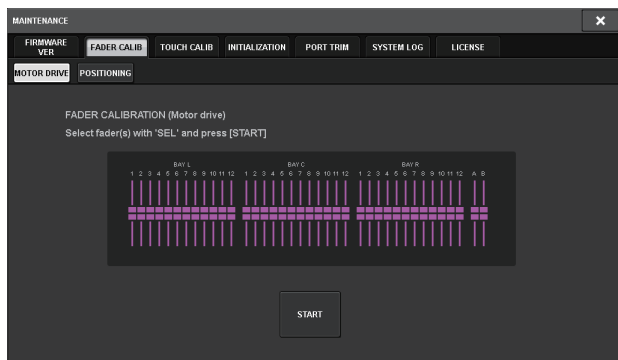 MAINTENANCE
FIRMWARE VER FADER CALIB TOUCH CALIB INITIALIZATION PORT TRIM SYSTEM LOG LICENSE
MOTOR DRIVE POSITIONING
FADER CALIBRATION (Motor drive)
Select fader(s) with 'SEL' and press [START]
BAY L BAY C BAY R
1 2 3 4 5 6 7 8 9 10 11 12 1 2 3 4 5 6 7 8 9 10 11 12 1 2 3 4 5 6 7 8 9 10 11 12 A B
START